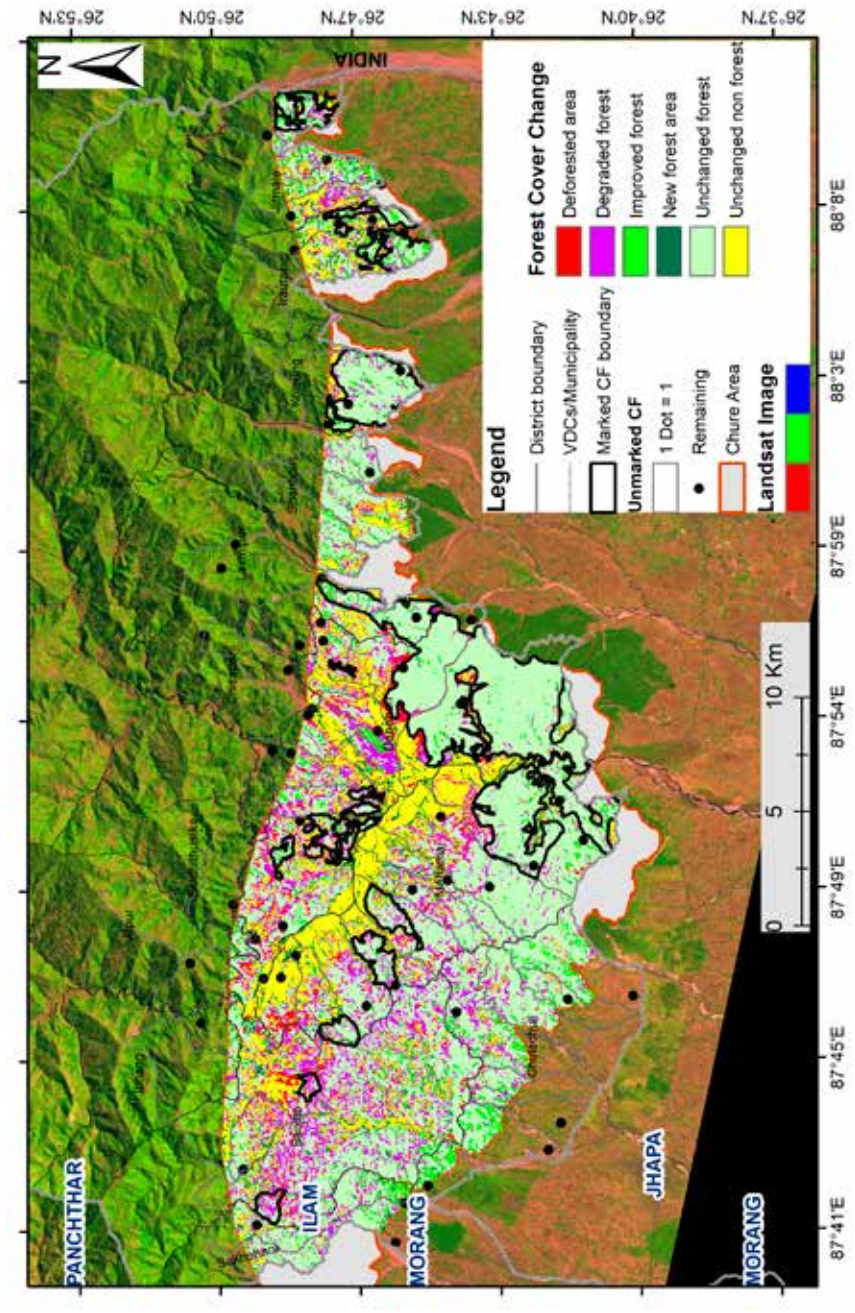 26°53'N
26°50'N
26°47'N
26°43'N
26°40'N
26°37'N
N
INDIA
PANCHTHAR
ILAM
MORANG
JHAPA
MORANG
Legend
District boundary
VDCs/Municipality
Marked CF boundary
Unmarked CF
1 Dot = 1
Remaining
Chure Area
Landsat Image
Forest Cover Change
Deforested area
Degraded forest
Improved forest
New forest area
Unchanged forest
Unchanged non forest
0 5 10 Km
87°41'E
87°45'E
87°49'E
87°54'E
87°59'E
88°3'E
88°8'E